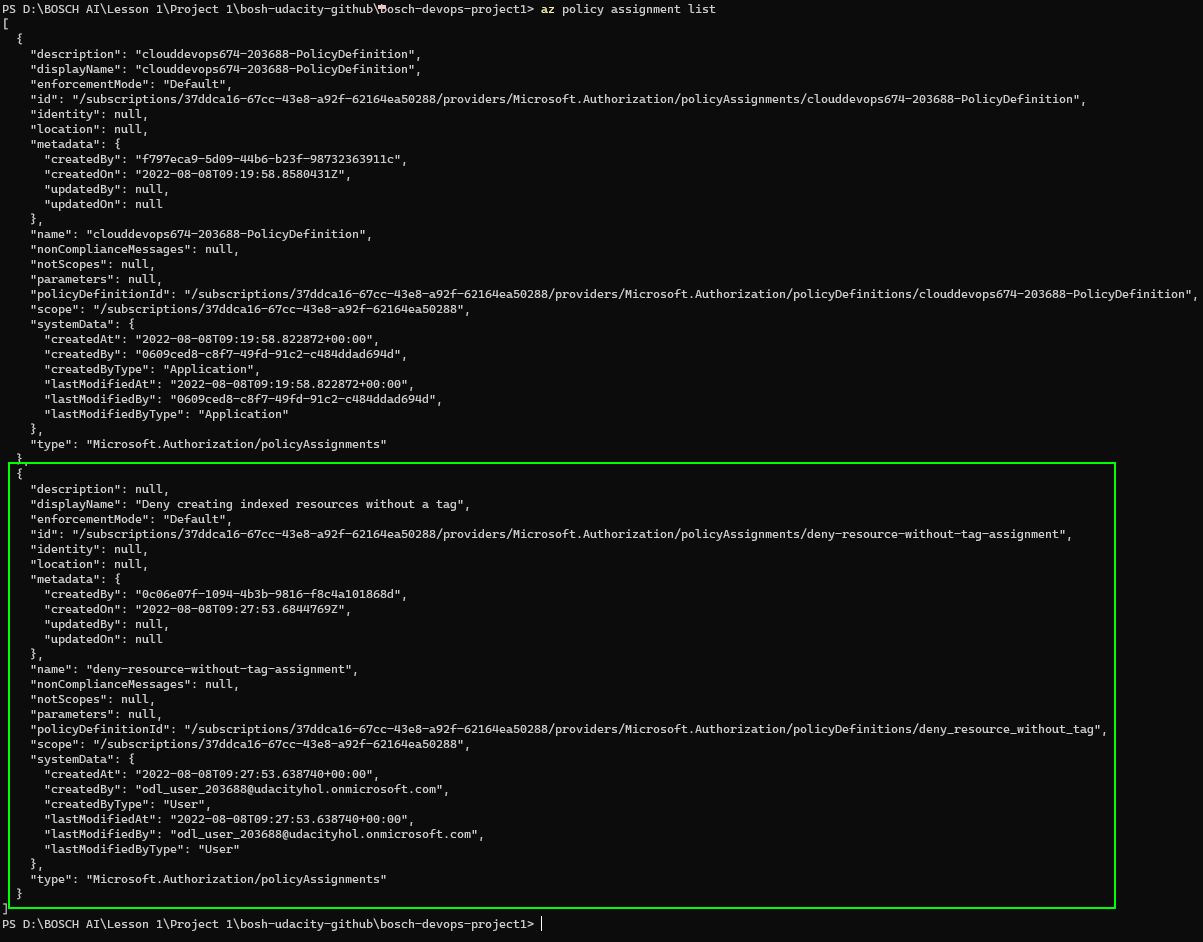 PS D:\BOSCH AI\Lesson 1\Project 1\bosh-udacity-github\bosch-devops-project1> az policy assignment list
[
  {
    "description": "clouddevops674-203688-PolicyDefinition",
    "displayName": "clouddevops674-203688-PolicyDefinition",
    "enforcementMode": "Default",
    "id": "/subscriptions/37ddca16-67cc-43e8-a92f-62164ea50288/providers/Microsoft.Authorization/policyAssignments/clouddevops674-203688-PolicyDefinition",
    "identity": null,
    "location": null,
    "metadata": {
      "createdBy": "f797eca9-5d09-44b6-b23f-98732363911c",
      "createdOn": "2022-08-08T09:19:58.8580431Z",
      "updatedBy": null,
      "updatedOn": null
    },
    "name": "clouddevops674-203688-PolicyDefinition",
    "nonComplianceMessages": null,
    "notScopes": null,
    "parameters": null,
    "policyDefinitionId": "/subscriptions/37ddca16-67cc-43e8-a92f-62164ea50288/providers/Microsoft.Authorization/policyDefinitions/clouddevops674-203688-PolicyDefinition",
    "scope": "/subscriptions/37ddca16-67cc-43e8-a92f-62164ea50288",
    "systemData": {
      "createdAt": "2022-08-08T09:19:58.822872+00:00",
      "createdBy": "0609ced8-c8f7-49fd-91c2-c484ddad694d",
      "createdByType": "Application",
      "lastModifiedAt": "2022-08-08T09:19:58.822872+00:00",
      "lastModifiedBy": "0609ced8-c8f7-49fd-91c2-c484ddad694d",
      "lastModifiedByType": "Application"
    },
    "type": "Microsoft.Authorization/policyAssignments"
  },
  {
    "description": null,
    "displayName": "Deny creating indexed resources without a tag",
    "enforcementMode": "Default",
    "id": "/subscriptions/37ddca16-67cc-43e8-a92f-62164ea50288/providers/Microsoft.Authorization/policyAssignments/deny-resource-without-tag-assignment",
    "identity": null,
    "location": null,
    "metadata": {
      "createdBy": "0c06e07f-1094-4b3b-9816-f8c4a101868d",
      "createdOn": "2022-08-08T09:27:53.6844769Z",
      "updatedBy": null,
      "updatedOn": null
    },
    "name": "deny-resource-without-tag-assignment",
    "nonComplianceMessages": null,
    "notScopes": null,
    "parameters": null,
    "policyDefinitionId": "/subscriptions/37ddca16-67cc-43e8-a92f-62164ea50288/providers/Microsoft.Authorization/policyDefinitions/deny_resource_without_tag",
    "scope": "/subscriptions/37ddca16-67cc-43e8-a92f-62164ea50288",
    "systemData": {
      "createdAt": "2022-08-08T09:27:53.638740+00:00",
      "createdBy": "odl_user_203688@udacityhol.onmicrosoft.com",
      "createdByType": "User",
      "lastModifiedAt": "2022-08-08T09:27:53.638740+00:00",
      "lastModifiedBy": "odl_user_203688@udacityhol.onmicrosoft.com",
      "lastModifiedByType": "User"
    },
    "type": "Microsoft.Authorization/policyAssignments"
  }
]
PS D:\BOSCH AI\Lesson 1\Project 1\bosh-udacity-github\bosch-devops-project1>